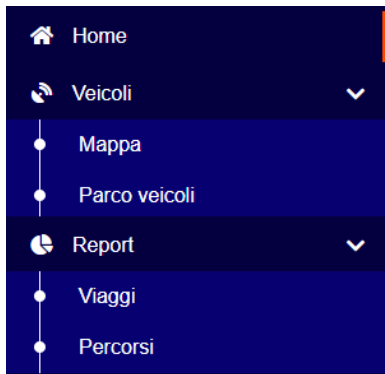 Home
Veicoli
Mappa
Parco veicoli
Report
Viaggi
Percorsi